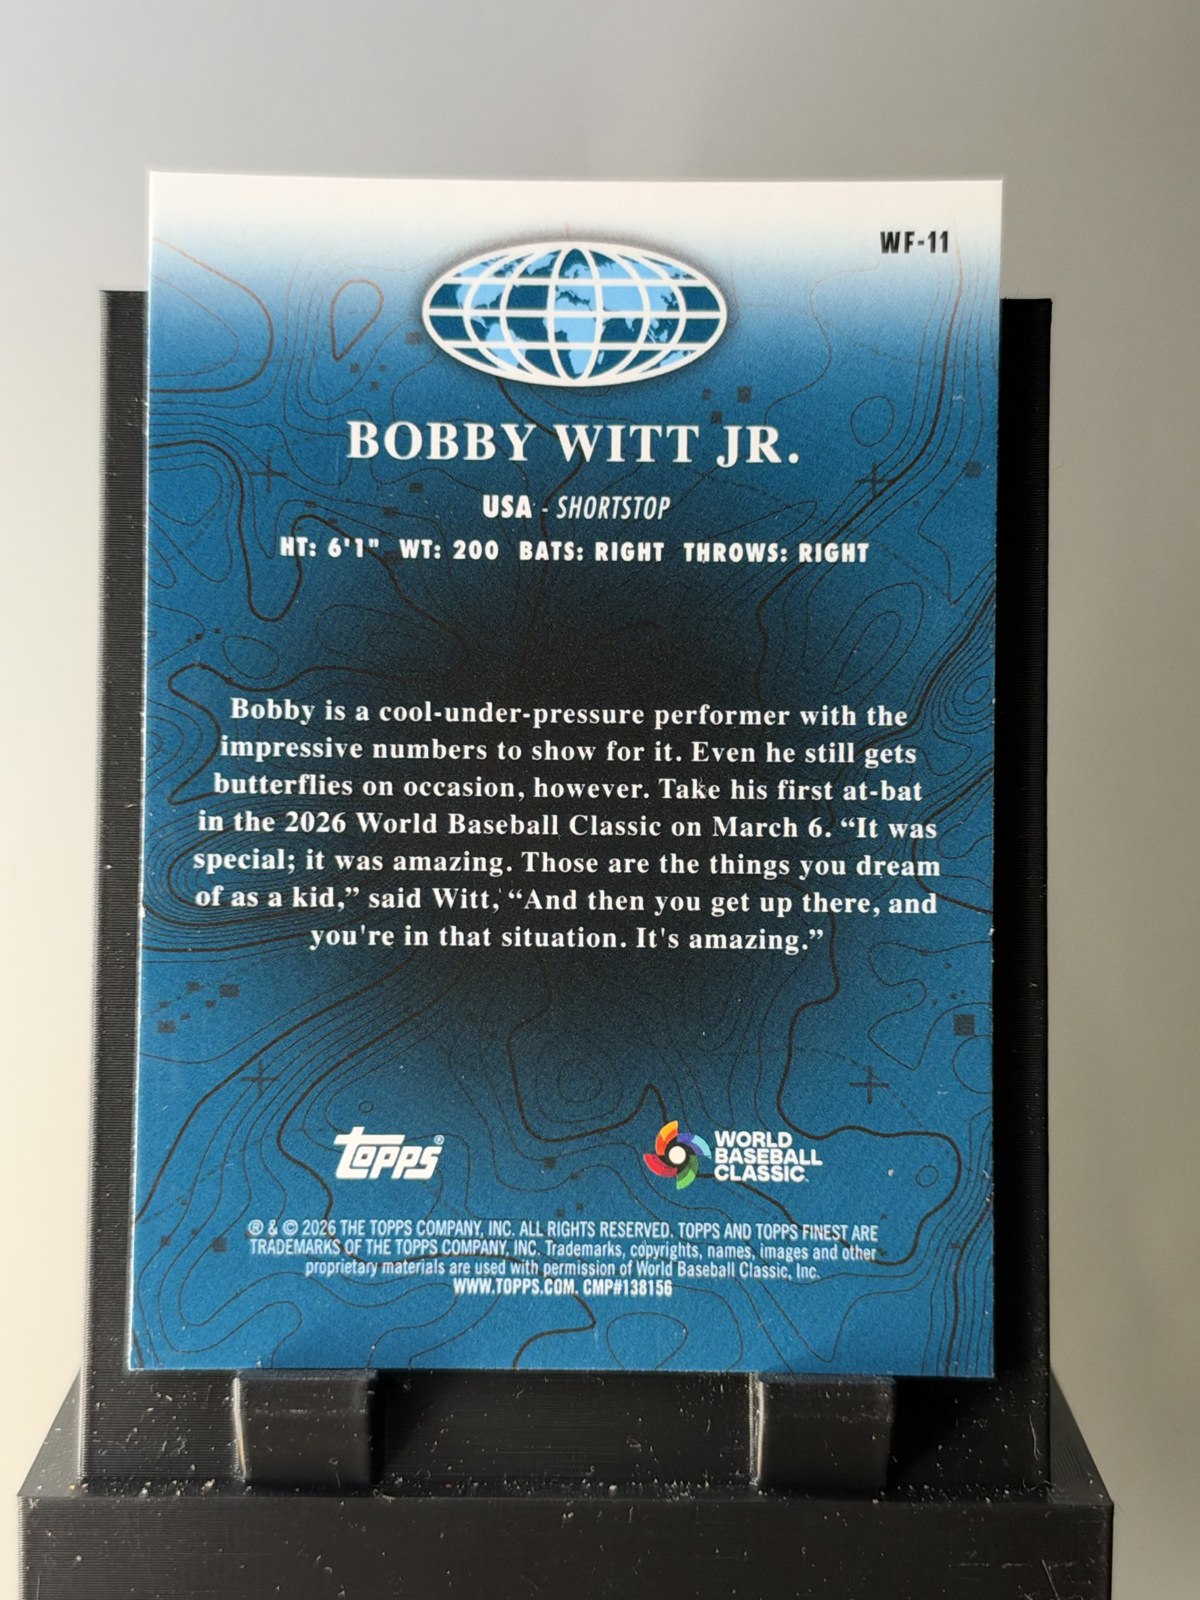 WF-11
BOBBY WITT JR.
USA - SHORTSTOP
HT: 6'1" WT: 200 BATS: RIGHT THROWS: RIGHT
Bobby is a cool-under-pressure performer with the
impressive numbers to show for it. Even he still gets
butterflies on occasion, however. Take his first at-bat
in the 2026 World Baseball Classic on March 6. “It was
special; it was amazing. Those are the things you dream
of as a kid,” said Witt, “And then you get up there, and
you're in that situation. It's amazing.”
topps®
WORLD
BASEBALL
CLASSIC
® & © 2026 THE TOPPS COMPANY, INC. ALL RIGHTS RESERVED. TOPPS AND TOPPS FINEST ARE
TRADEMARKS OF THE TOPPS COMPANY, INC. Trademarks, copyrights, names, images and other
proprietary materials are used with permission of World Baseball Classic, Inc.
WWW.TOPPS.COM. CMP#138156